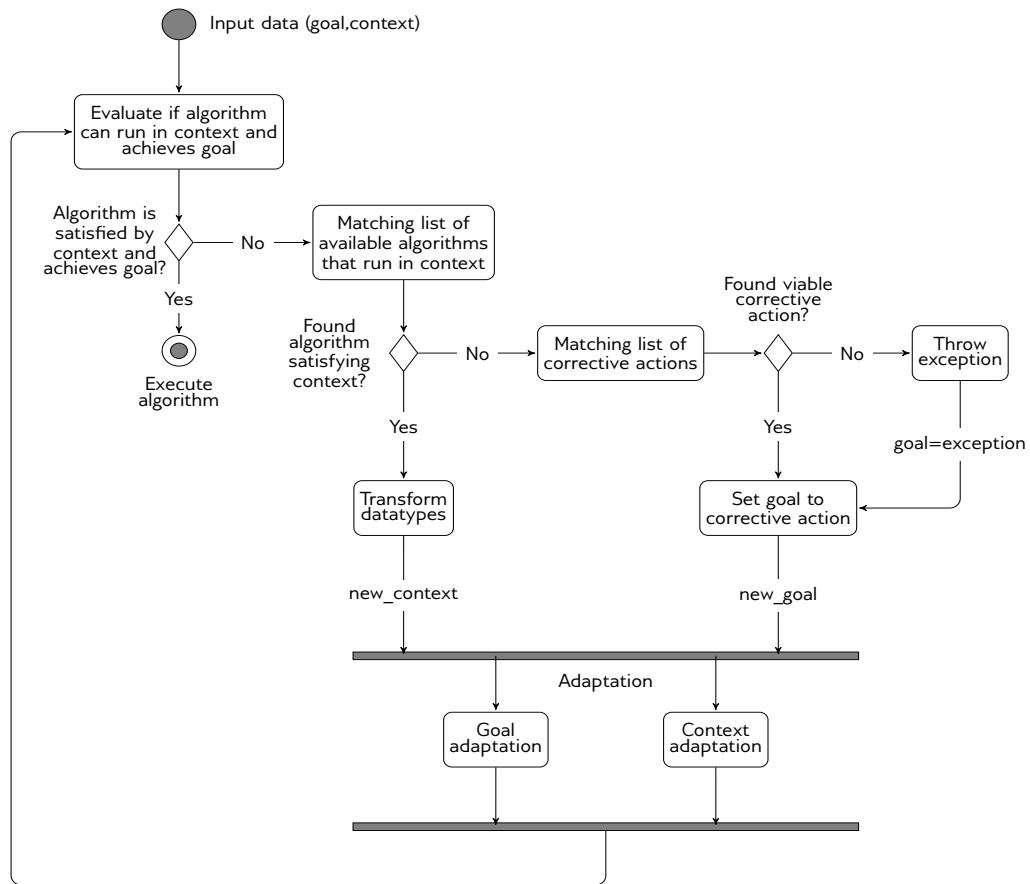 Input data (goal,context)
Evaluate if algorithm
can run in context and
achieves goal
Algorithm is
satisfied by
context and
achieves goal?
No
Yes
Execute
algorithm
Matching list of
available algorithms
that run in context
Found
algorithm
satisfying
context?
No
Yes
Matching list of
corrective actions
Found viable
corrective
action?
No
Yes
Throw
exception
goal=exception
Transform
datatypes
Set goal to
corrective action
new_context
new_goal
Adaptation
Goal
adaptation
Context
adaptation